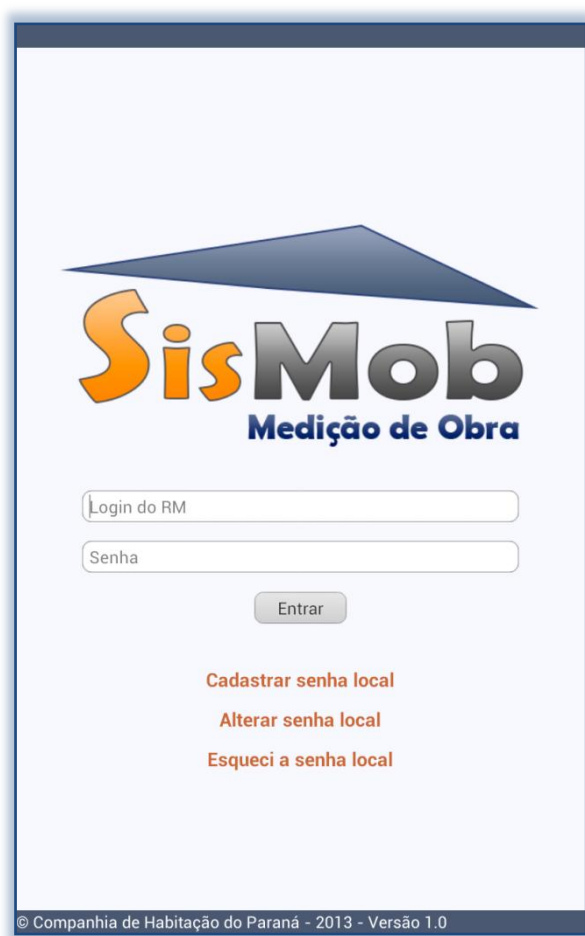 SisMob
Medição de Obra
Login do RM
Senha
Entrar
Cadastrar senha local
Alterar senha local
Esqueci a senha local
© Companhia de Habitação do Paraná - 2013 - Versão 1.0